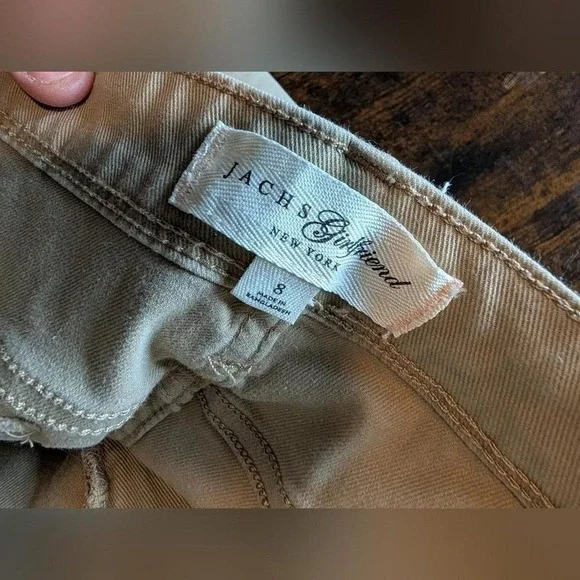 JACHS Girlfriend
NEW YORK
8
MADE IN
BANGLADESH